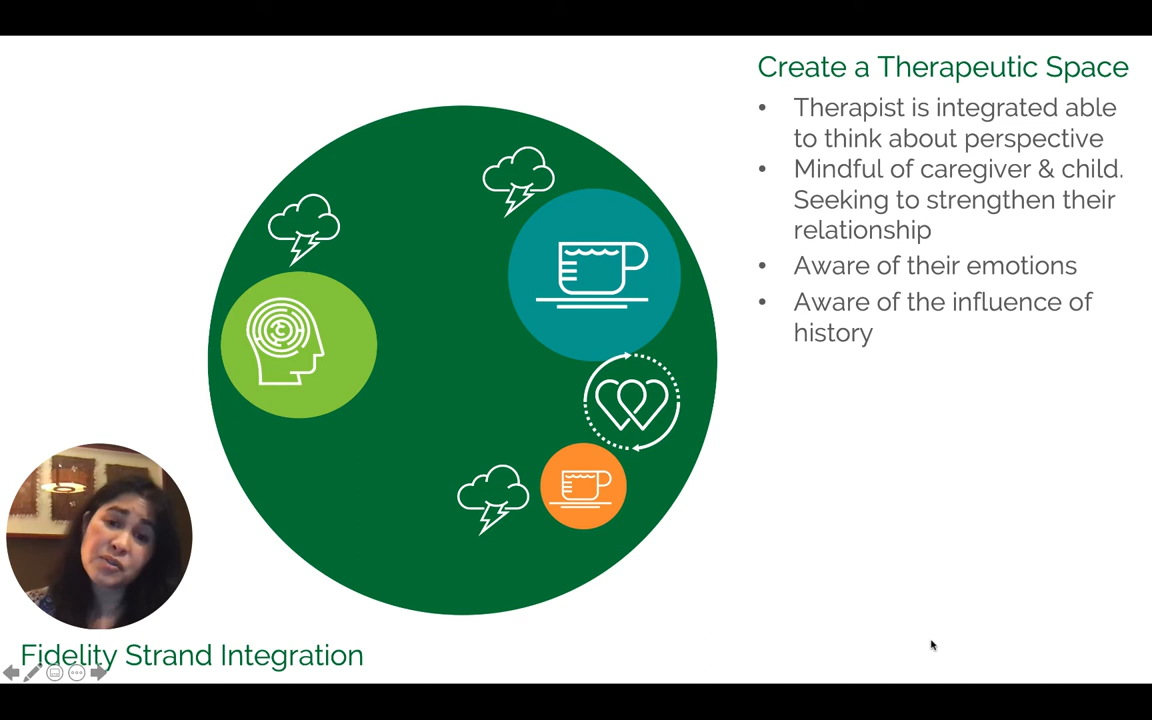 Create a Therapeutic Space
• Therapist is integrated able
to think about perspective
• Mindful of caregiver & child.
Seeking to strengthen their
relationship
• Aware of their emotions
• Aware of the influence of
history
Fidelity Strand Integration